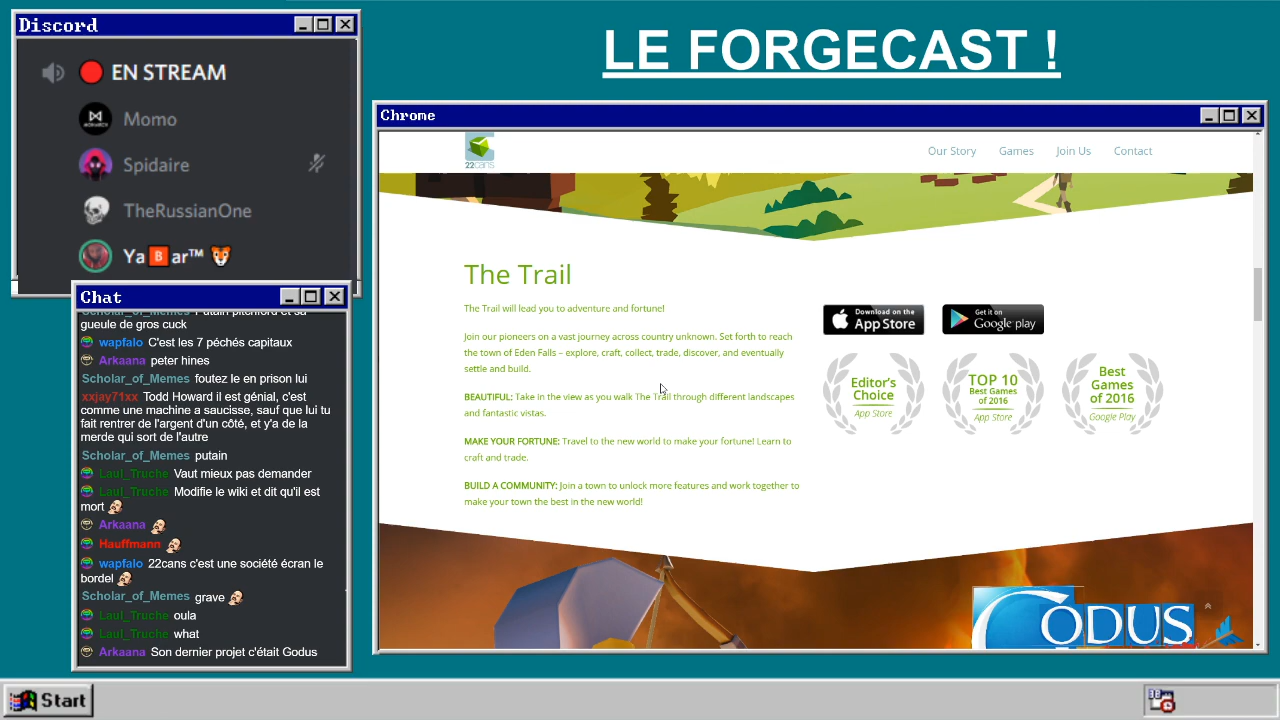 Discord
EN STREAM
Momo
Spidaire
TheRussianOne
Ya🅱ar™ 🐯
Chat
gueule de gros cuck
wapfalo C'est les 7 péchés capitaux
Arkaana peter hines
Scholar_of_Memes foutez le en prison lui
xxjay71xx Todd Howard il est génial, c'est
comme une machine a saucisse, sauf que lui tu
fait rentrer de l'argent d'un côté, et y'a de la
merde qui sort de l'autre
Scholar_of_Memes putain
Laul_Truche Vaut mieux pas demander
Laul_Truche Modifie le wiki et dit qu'il est
mort
Arkaana
Hauffmann
wapfalo 22cans c'est une société écran le
bordel
Scholar_of_Memes grave
Laul_Truche oula
Laul_Truche what
Arkaana Son dernier projet c'était Godus
LE FORGECAST !
Chrome
22cans
Our Story Games Join Us Contact
The Trail
The Trail will lead you to adventure and fortune!
Join our pioneers on a vast journey across country unknown. Set forth to reach
the town of Eden Falls – explore, craft, collect, trade, discover, and eventually
settle and build.
BEAUTIFUL: Take in the view as you walk The Trail through different landscapes
and fantastic vistas.
MAKE YOUR FORTUNE: Travel to the new world to make your fortune! Learn to
craft and trade.
BUILD A COMMUNITY: Join a town to unlock more features and work together to
make your town the best in the new world!
Download on the
App Store
Get it on
Google play
Editor's
Choice
App Store
TOP 10
Best Games
of 2016
App Store
Best
Games
of 2016
Google Play
GODUS
Start